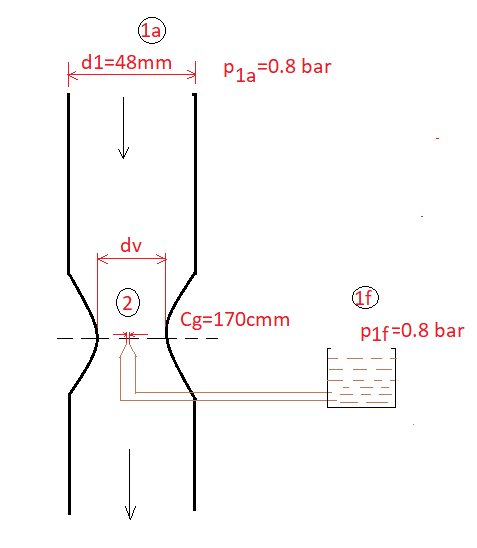 1a
d1=48mm
p1a=0.8 bar
dv
2
Cg=170cmm
1f
p1f=0.8 bar